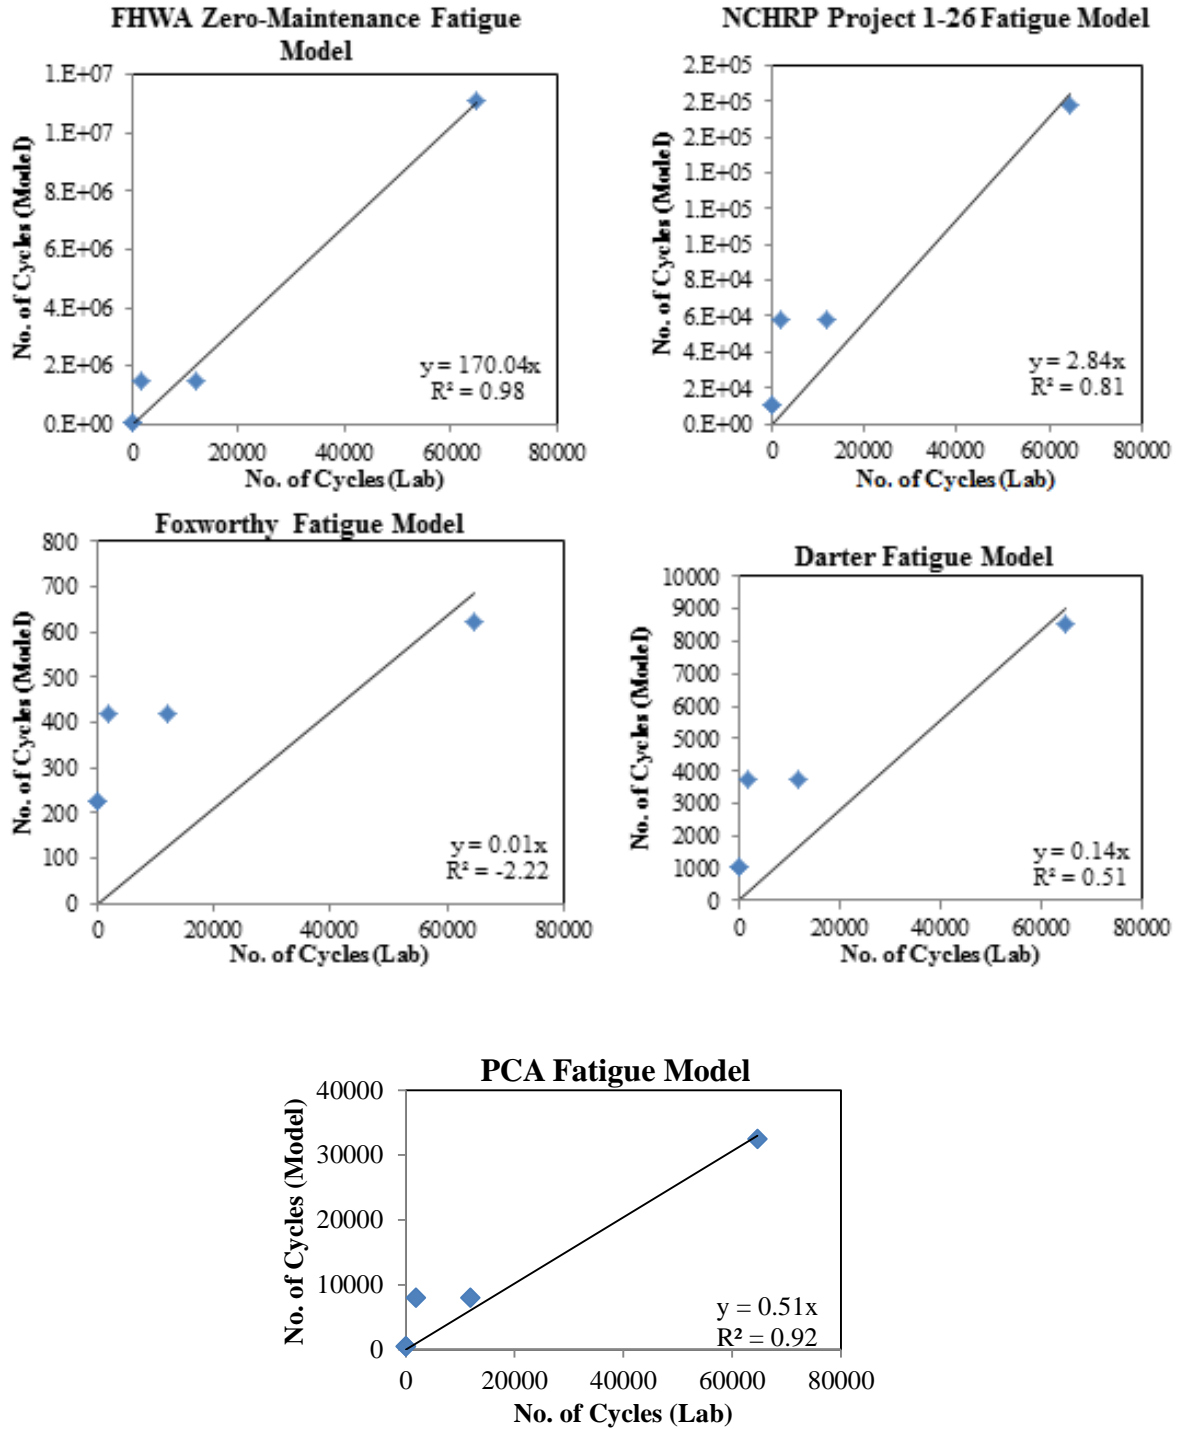 FHWA Zero-Maintenance Fatigue
Model
1.E+07
1.E+07
8.E+06
6.E+06
4.E+06
2.E+06
0.E+00
No. of Cycles (Model)
y = 170.04x
R² = 0.98
0 20000 40000 60000 80000
No. of Cycles (Lab)
NCHRP Project 1-26 Fatigue Model
2.E+05
2.E+05
2.E+05
1.E+05
1.E+05
1.E+05
8.E+04
6.E+04
4.E+04
2.E+04
0.E+00
No. of Cycles (Model)
y = 2.84x
R² = 0.81
0 20000 40000 60000 80000
No. of Cycles (Lab)
Foxworthy Fatigue Model
800
700
600
500
400
300
200
100
0
No. of Cycles (Model)
y = 0.01x
R² = -2.22
0 20000 40000 60000 80000
No. of Cycles (Lab)
Darter Fatigue Model
10000
9000
8000
7000
6000
5000
4000
3000
2000
1000
0
No. of Cycles (Model)
y = 0.14x
R² = 0.51
0 20000 40000 60000 80000
No. of Cycles (Lab)
PCA Fatigue Model
40000
30000
20000
10000
0
No. of Cycles (Model)
y = 0.51x
R² = 0.92
0 20000 40000 60000 80000
No. of Cycles (Lab)